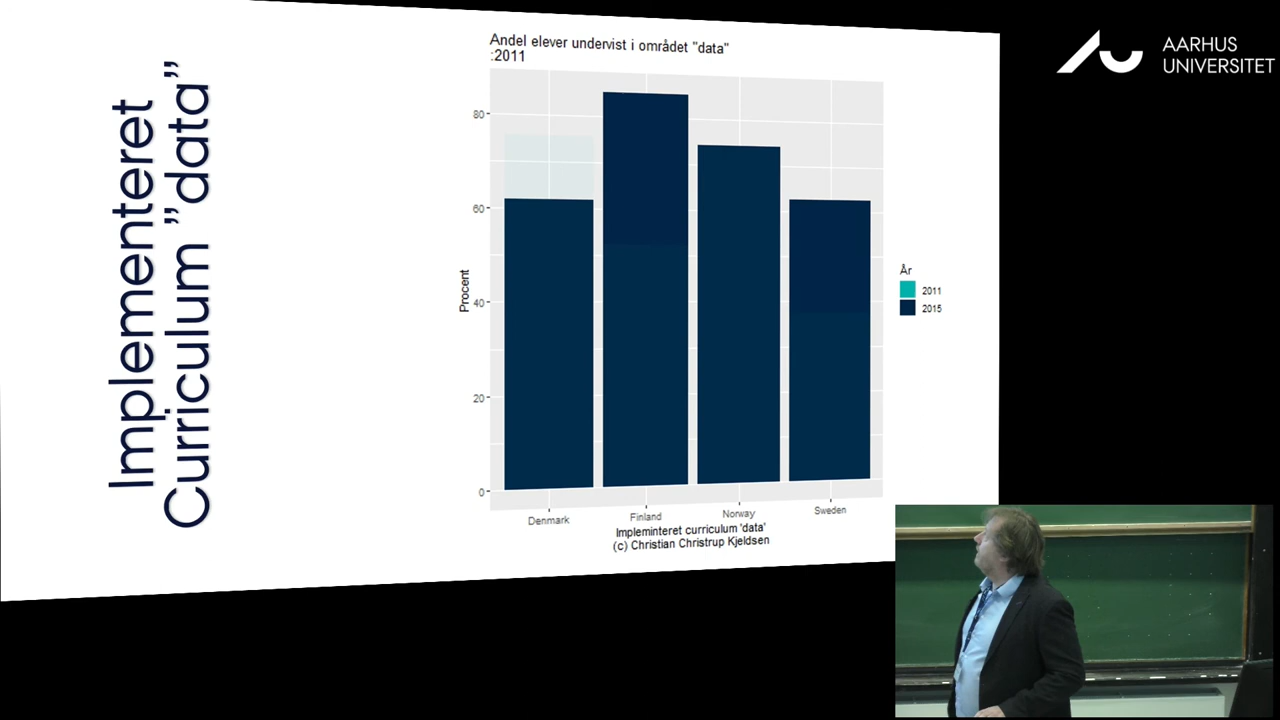 Implementeret
Curriculum ”data”
Andel elever undervist i området "data"
:2011
Procent
80
60
40
20
0
Denmark
Finland
Norway
Sweden
Impleminteret curriculum 'data'
(c) Christian Christrup Kjeldsen
År
2011
2015
AARHUS
UNIVERSITET